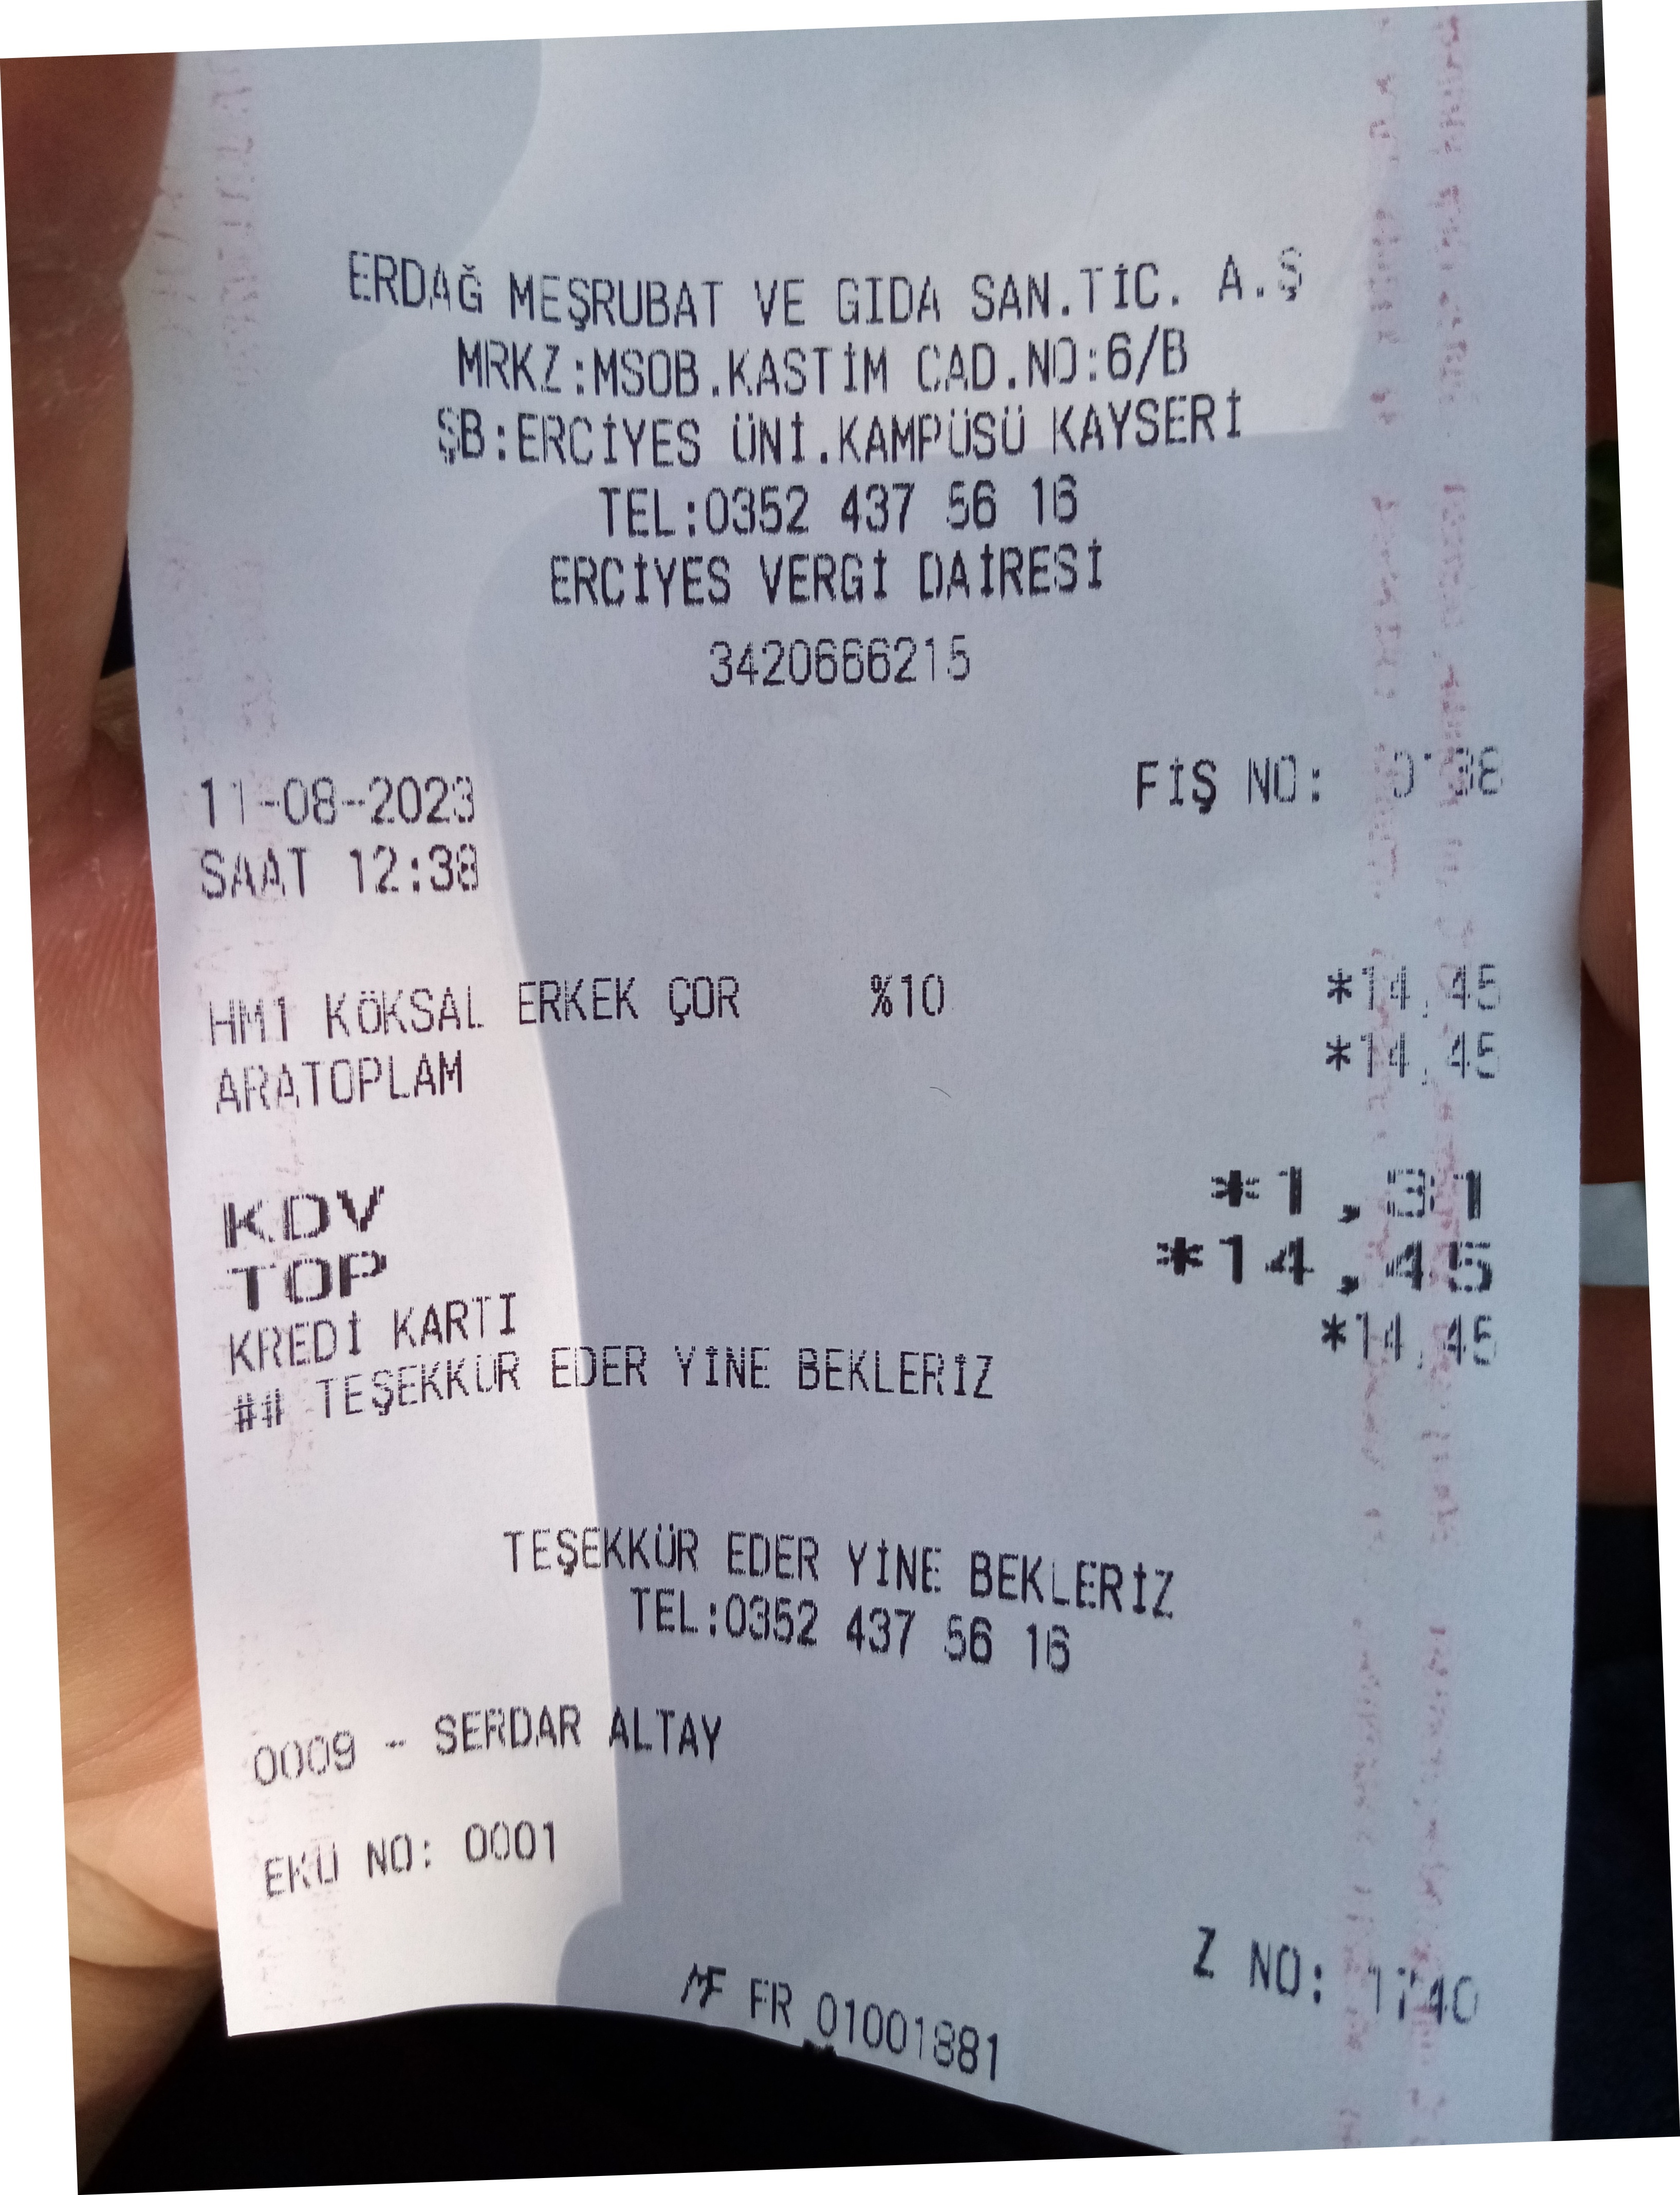 ERDAĞ MEŞRUBAT VE GIDA SAN.TİC. A.Ş
MRKZ:MSOB.KASTİM CAD.NO:6/B
ŞB:ERCİYES ÜNİ.KAMPÜSÜ KAYSERİ
TEL:0352 437 56 16
ERCİYES VERGİ DAİRESİ
3420666215
11-08-2023 FİŞ NO:
SAAT 12:38
HM1 KÖKSAL ERKEK ÇOR %10 *14,45
ARATOPLAM *14,45
KDV *1,31
TOP *14,45
KREDİ KARTI *14,45
## TEŞEKKÜR EDER YİNE BEKLERİZ
TEŞEKKÜR EDER YİNE BEKLERİZ
TEL:0352 437 56 16
0009 - SERDAR ALTAY
EKÜ NO: 0001
Z NO: 1740
MF FR 01001881